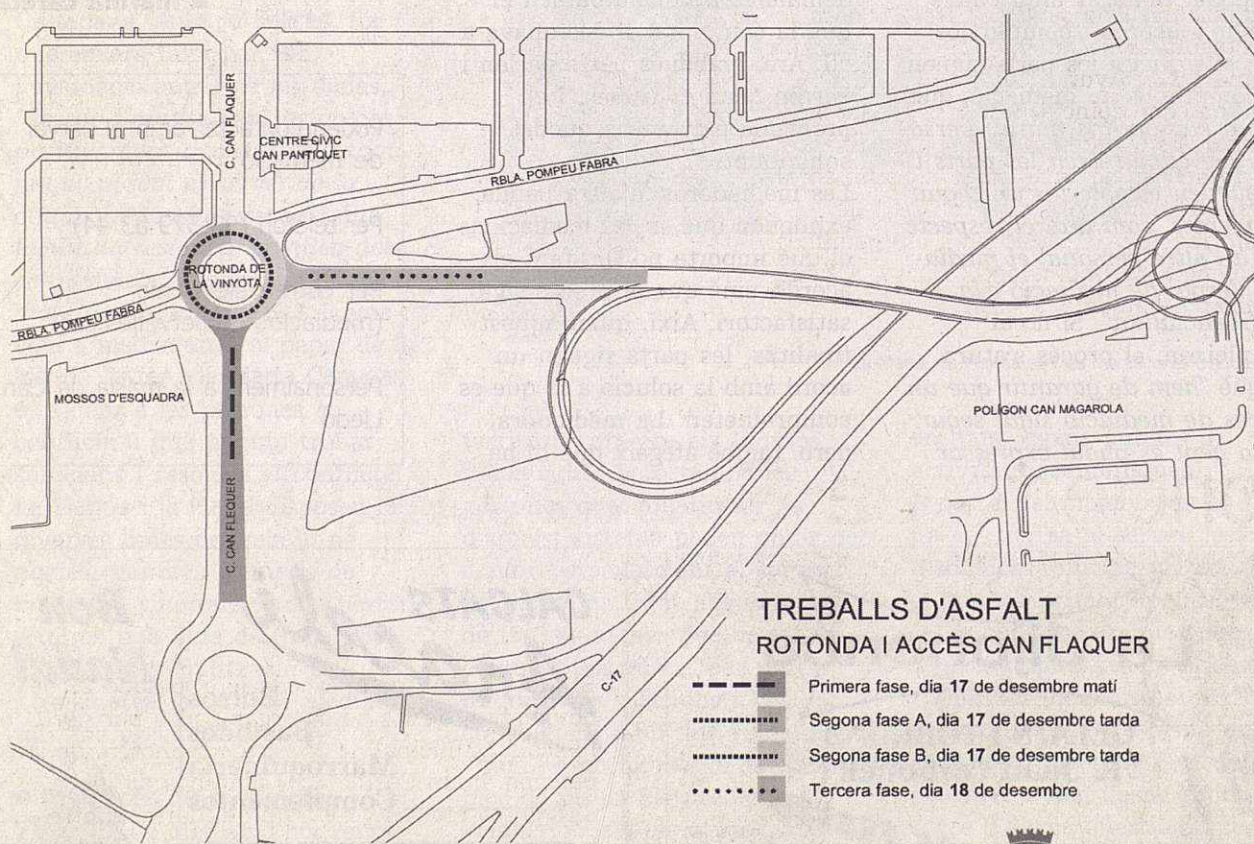 C. CAN FLAQUER
CENTRE CÍVIC
CAN PANTIQUET
RBLA. POMPEU FABRA
ROTONDA DE
LA VINYOTA
RBLA. POMPEU FABRA
MOSSOS D'ESQUADRA
C. CAN FLEQUER
POLÍGON CAN MAGAROLA
C-17
TREBALLS D'ASFALT
ROTONDA I ACCÈS CAN FLAQUER
Primera fase, dia 17 de desembre matí
Segona fase A, dia 17 de desembre tarda
Segona fase B, dia 17 de desembre tarda
Tercera fase, dia 18 de desembre